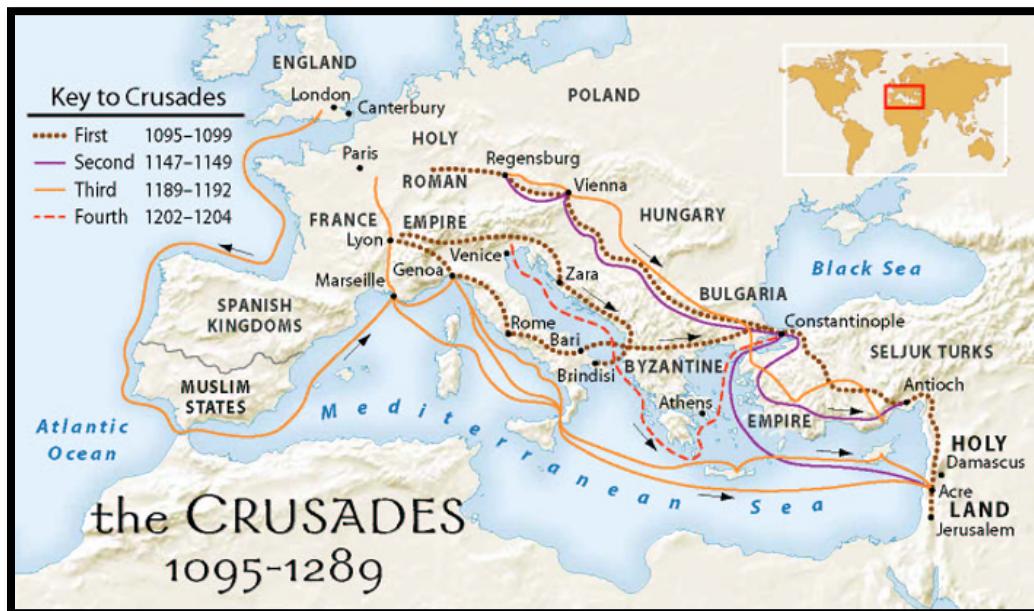 ENGLAND
London
Canterbury
Key to Crusades
First 1095–1099
Second 1147–1149
Third 1189–1192
Fourth 1202–1204
POLAND
HOLY
Paris
Regensburg
ROMAN
Vienna
HUNGARY
FRANCE
EMPIRE
Lyon
Venice
Genoa
Marseille
Zara
Black Sea
BULGARIA
SPANISH
KINGDOMS
Constantinople
Rome
Bari
SELJUK TURKS
BYZANTINE
Brindisi
MUSLIM
STATES
Antioch
Athens
EMPIRE
Atlantic
Ocean
Mediterranean Sea
HOLY
Damascus
Acre
LAND
Jerusalem
the CRUSADES
1095-1289